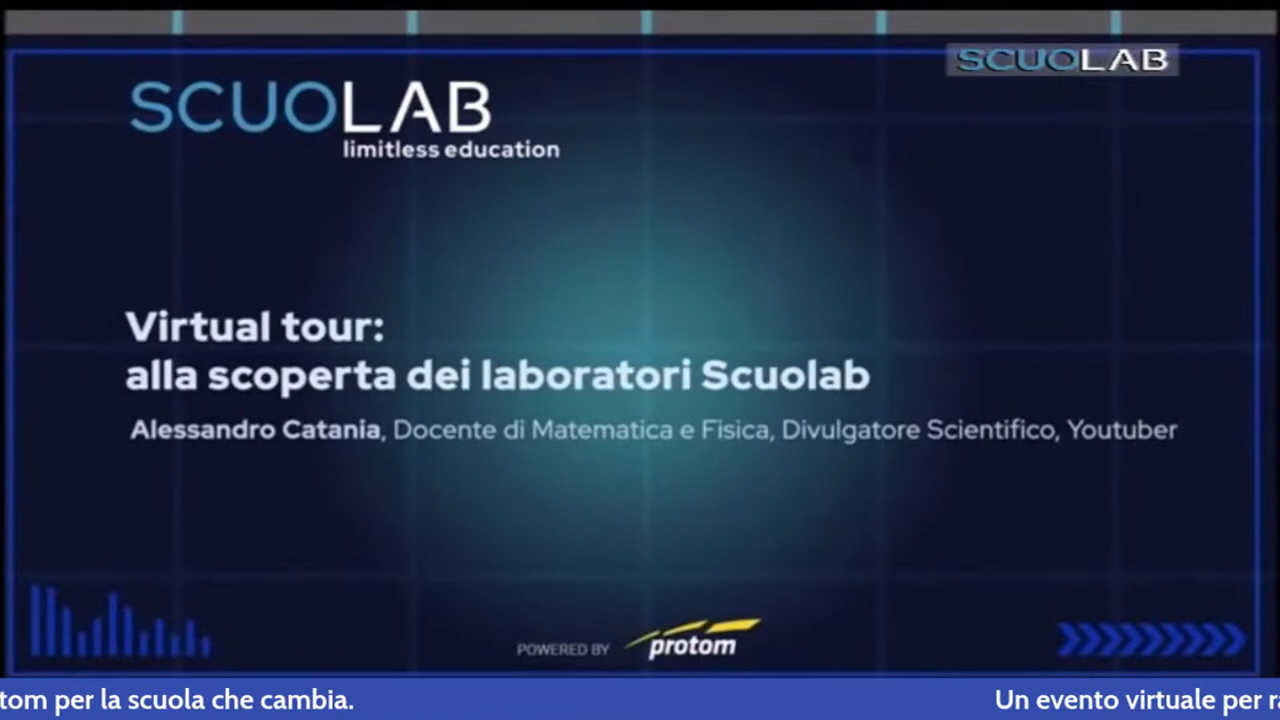 SCUOLAB
SCUOLAB
limitless education
Virtual tour:
alla scoperta dei laboratori Scuolab
Alessandro Catania, Docente di Matematica e Fisica, Divulgatore Scientifico, Youtuber
POWERED BY protom
per la scuola che cambia. Un evento virtuale per